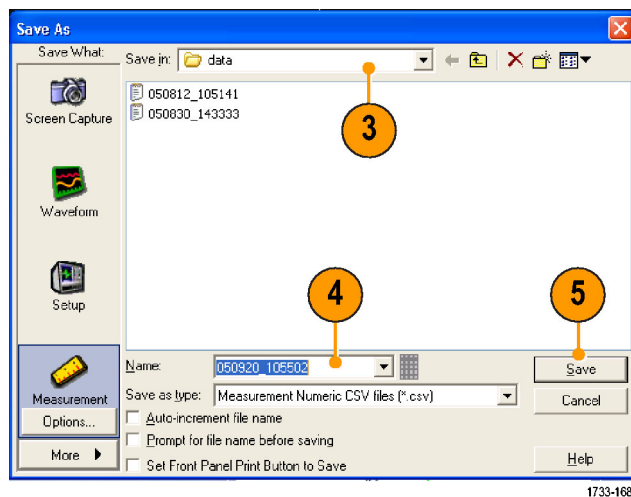 Save As
Save What:
Save in: data
Screen Capture
Waveform
Setup
Measurement
Options...
More
050812_105141
050830_143333
3
4
5
Name: 050920_105502
Save as type: Measurement Numeric CSV files (*.csv)
Auto-increment file name
Prompt for file name before saving
Set Front Panel Print Button to Save
Save
Cancel
Help
1733-168